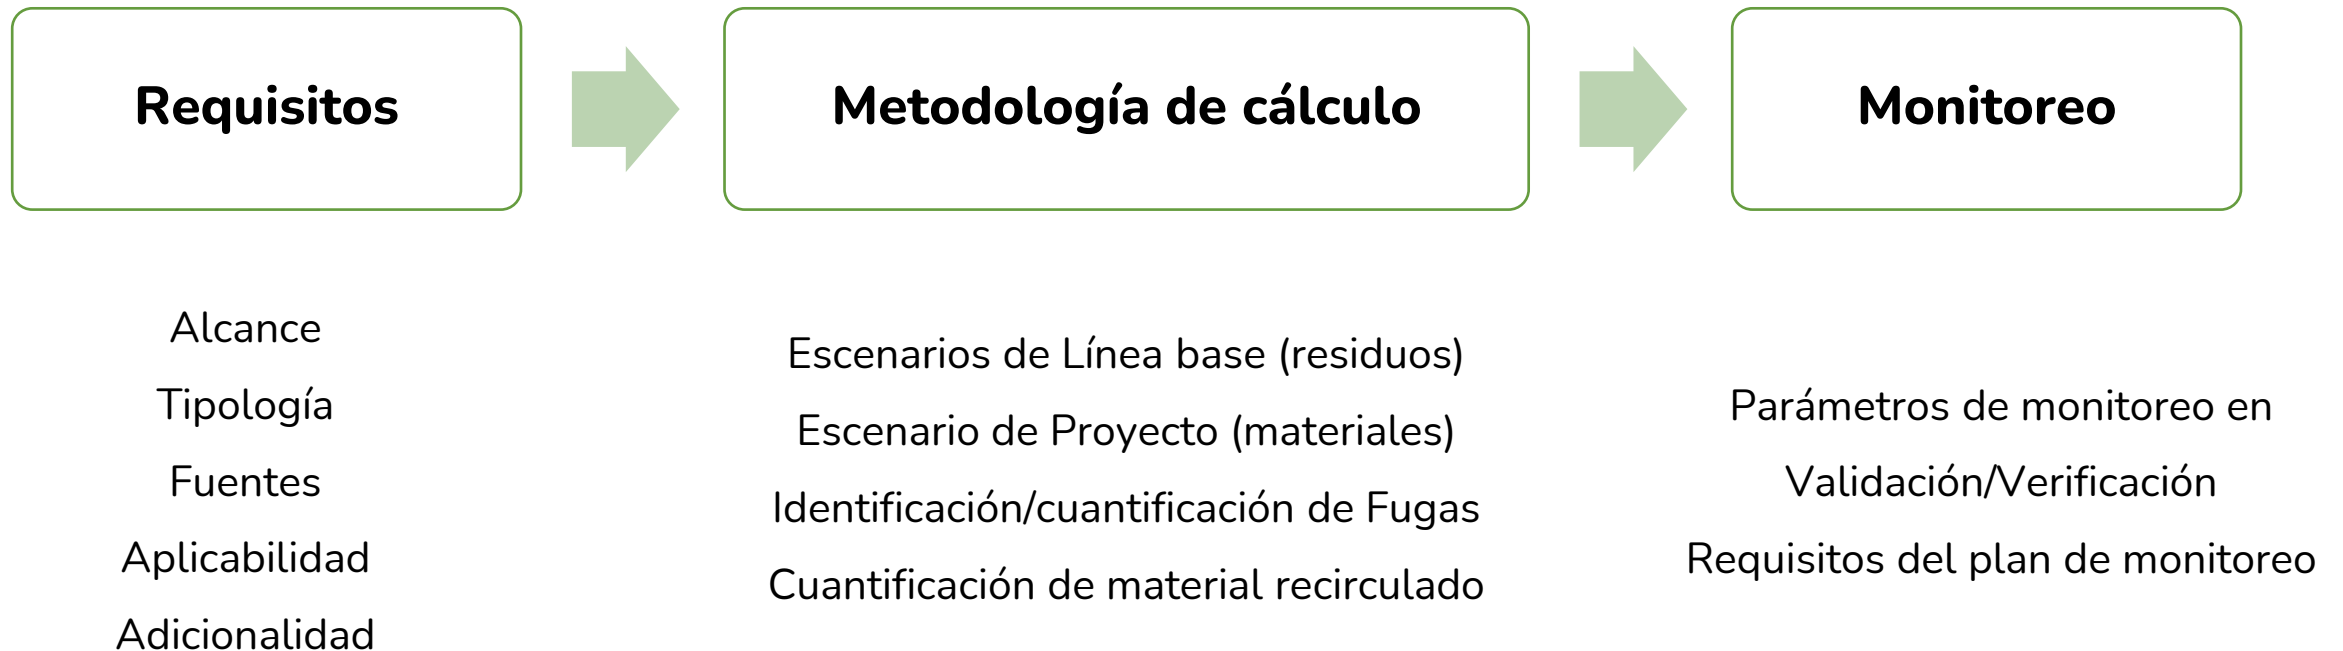 Requisitos
Metodología de cálculo
Monitoreo
Alcance
Tipología
Fuentes
Aplicabilidad
Adicionalidad
Escenarios de Línea base (residuos)
Escenario de Proyecto (materiales)
Identificación/cuantificación de Fugas
Cuantificación de material recirculado
Parámetros de monitoreo en
Validación/Verificación
Requisitos del plan de monitoreo